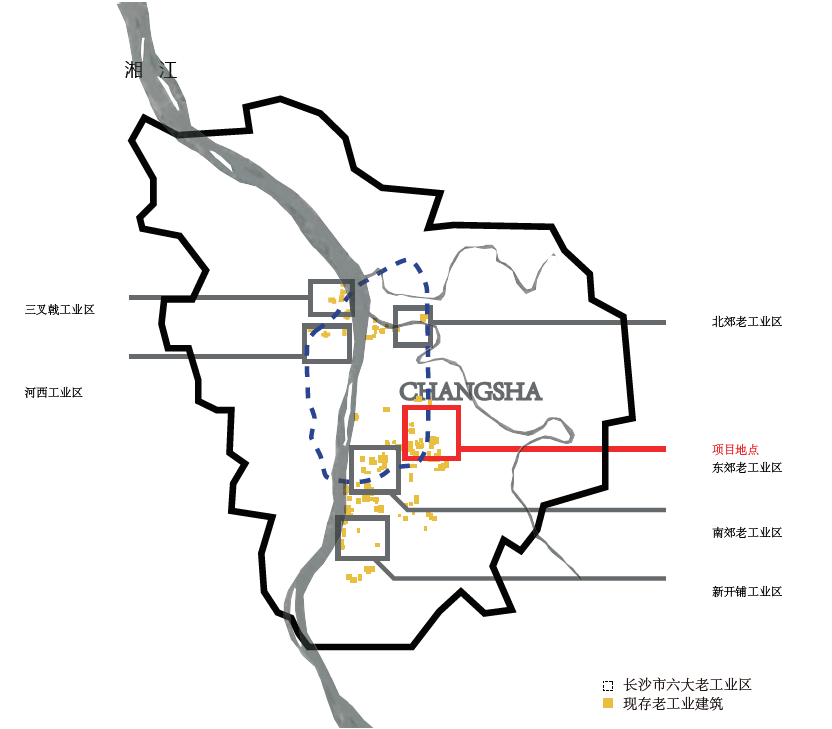 湘 江
三叉戟工业区
北郊老工业区
河西工业区
CHANGSHA
项目地点
东郊老工业区
南郊老工业区
新开铺工业区
长沙市六大老工业区
现存老工业建筑